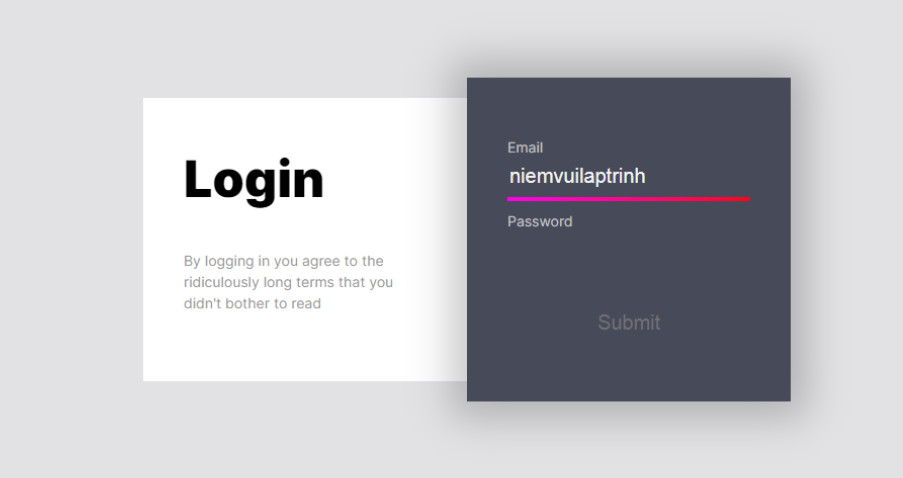 Login
By logging in you agree to the
ridiculously long terms that you
didn't bother to read
Email
niemvuilaptrinh
Password
Submit